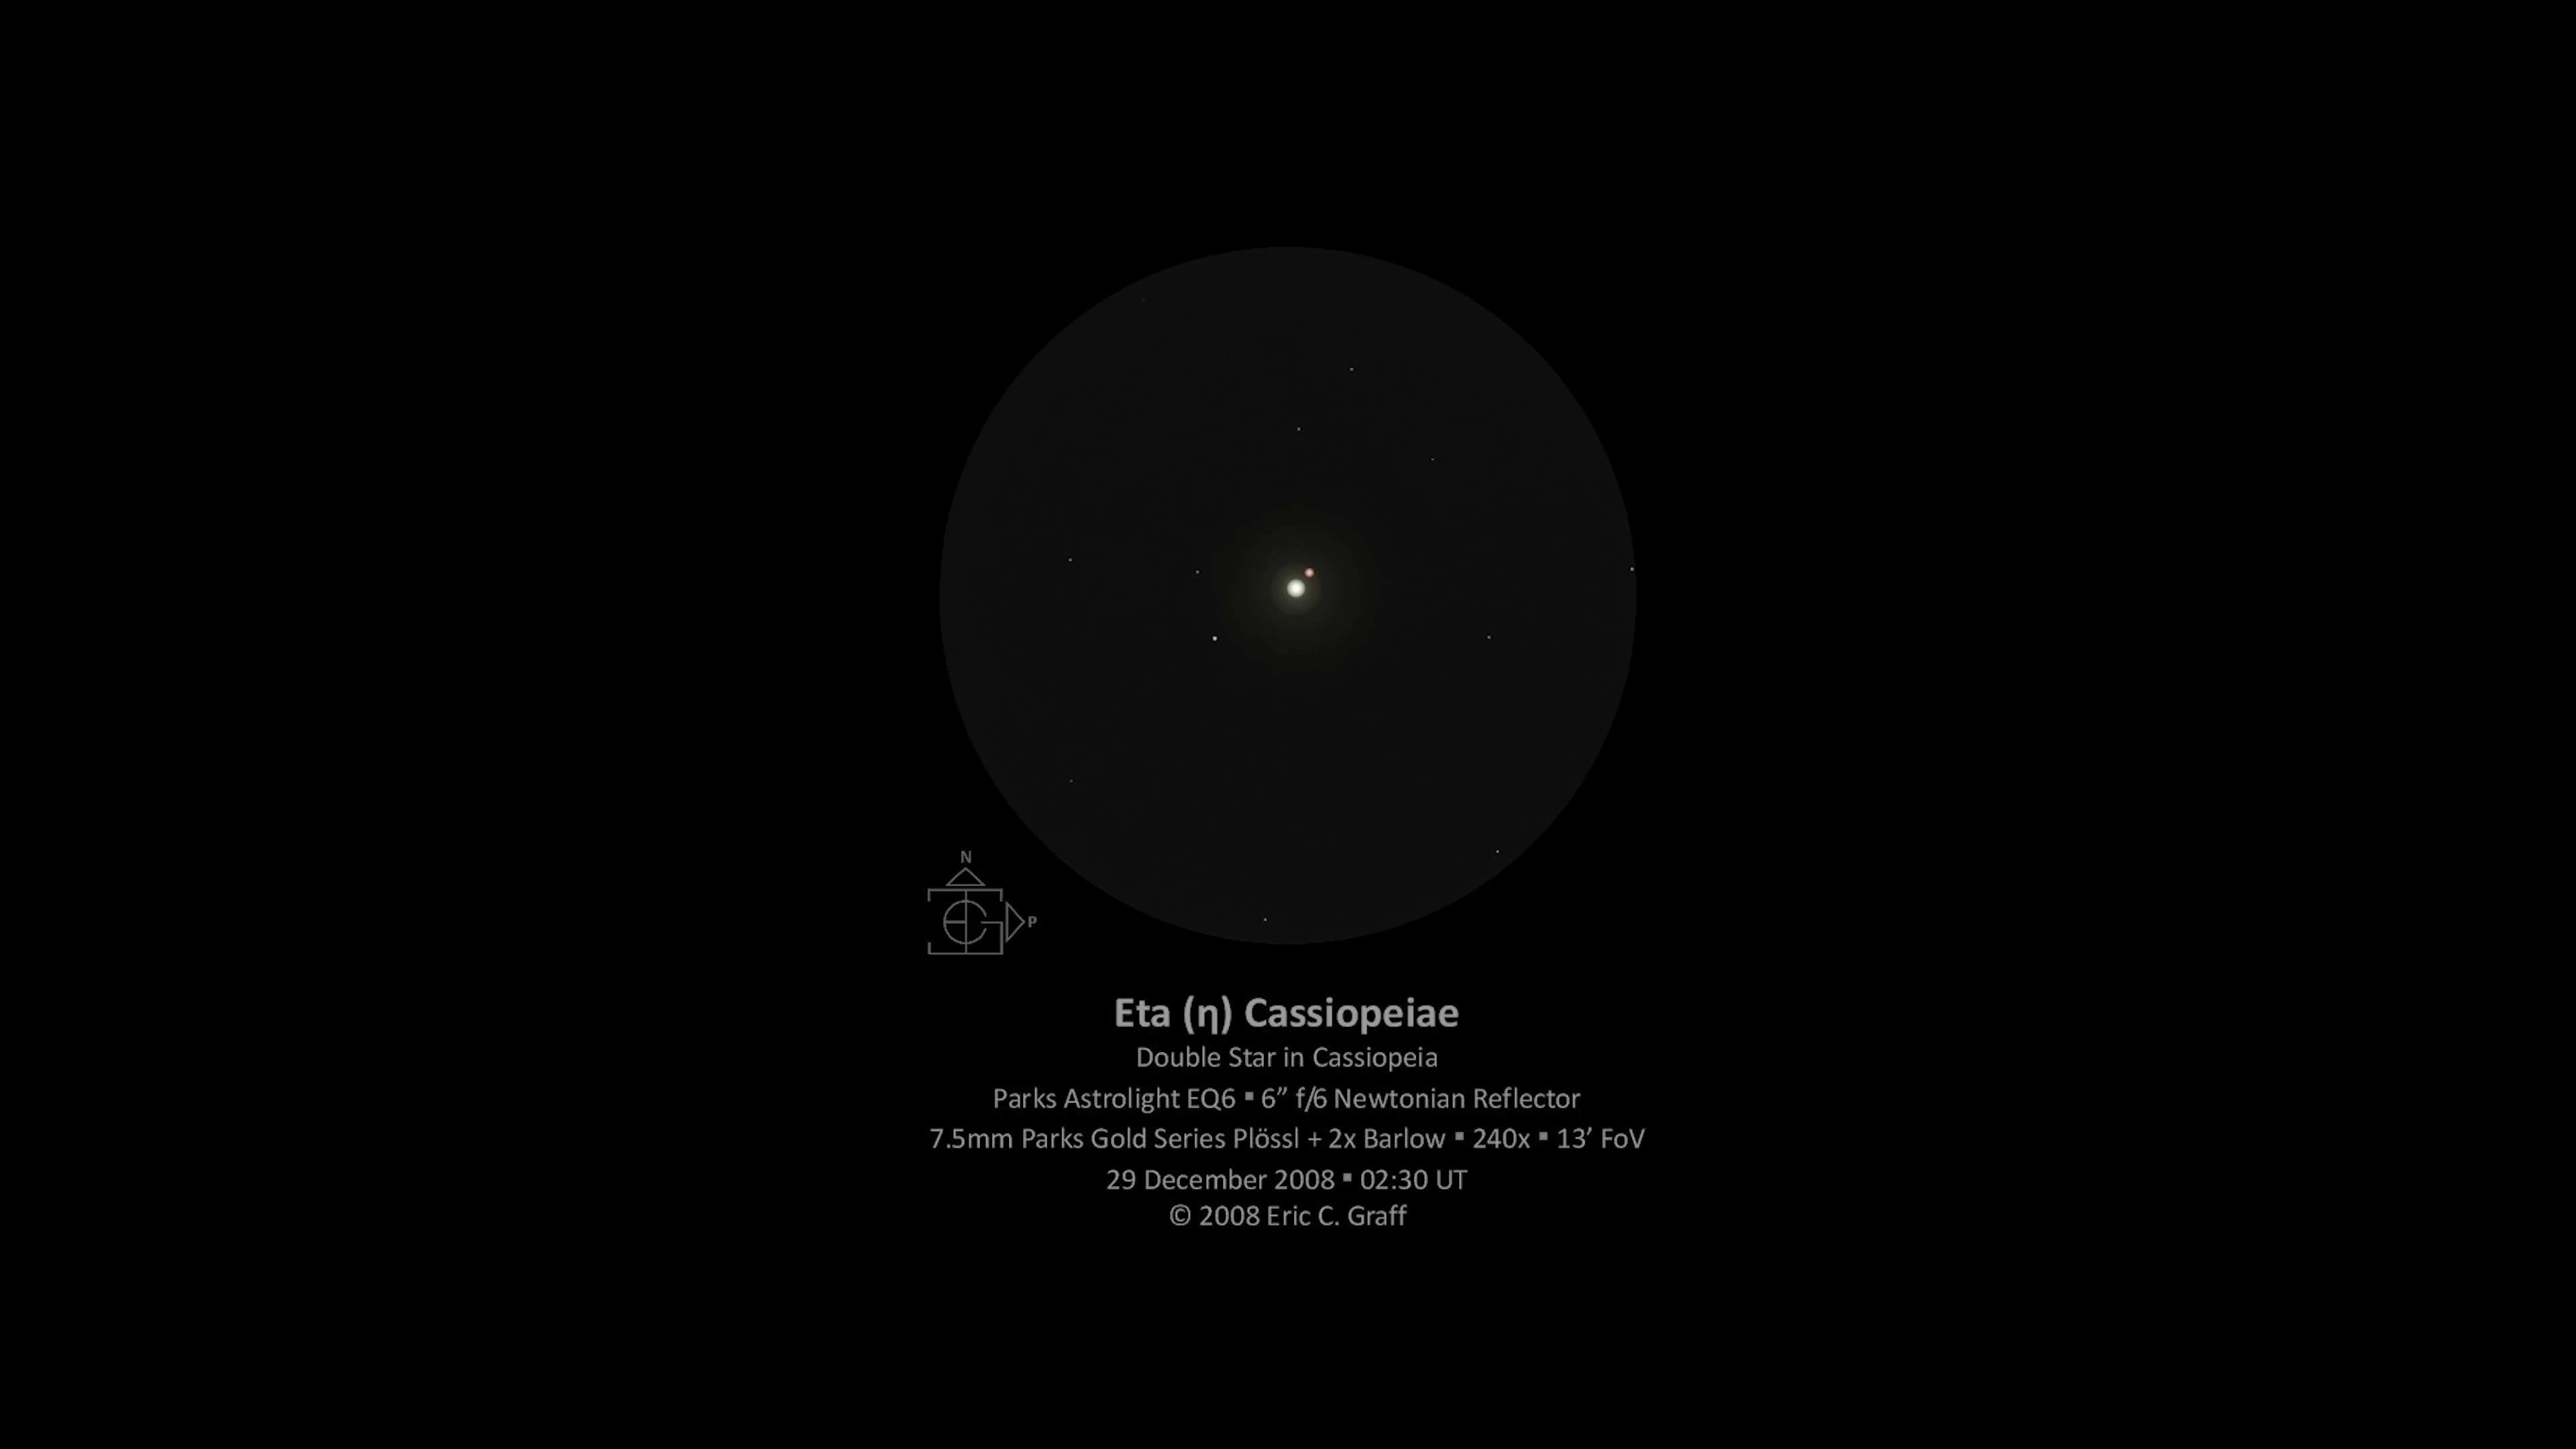 N
P
Eta (η) Cassiopeiae
Double Star in Cassiopeia
Parks Astrolight EQ6 ▪ 6” f/6 Newtonian Reflector
7.5mm Parks Gold Series Plössl + 2x Barlow ▪ 240x ▪ 13’ FoV
29 December 2008 ▪ 02:30 UT
© 2008 Eric C. Graff